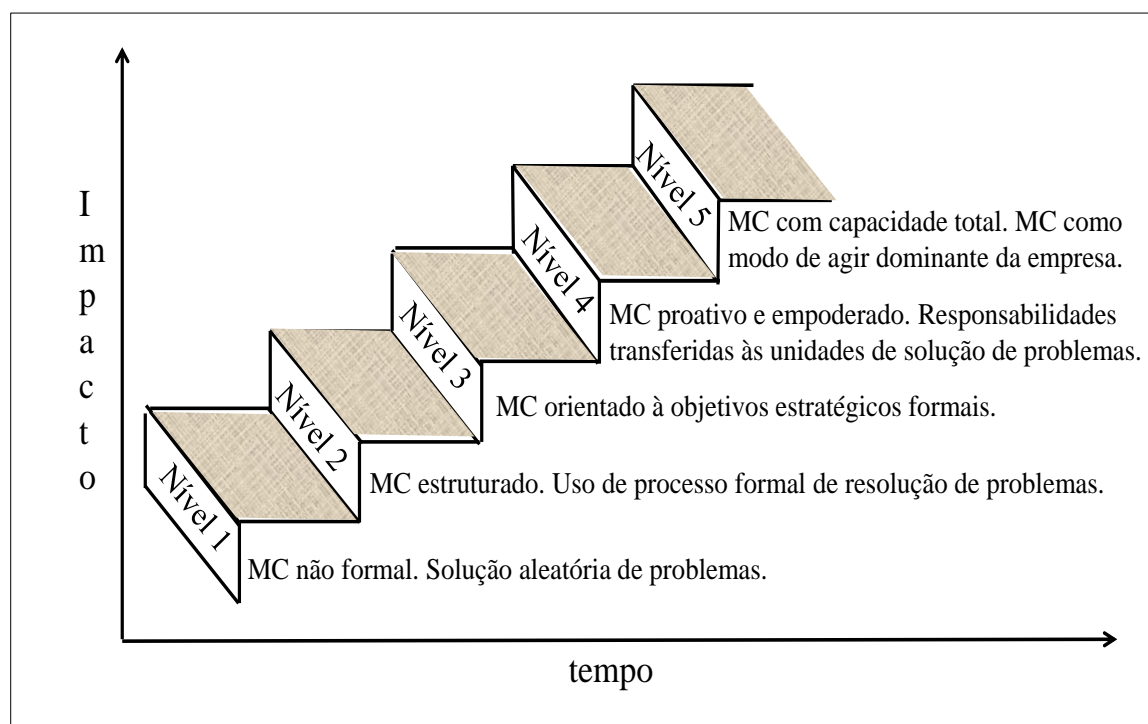 Impacto
Nível 5
MC com capacidade total. MC como
modo de agir dominante da empresa.
Nível 4
MC proativo e empoderado. Responsabilidades
transferidas às unidades de solução de problemas.
Nível 3
MC orientado à objetivos estratégicos formais.
Nível 2
MC estruturado. Uso de processo formal de resolução de problemas.
Nível 1
MC não formal. Solução aleatória de problemas.
tempo